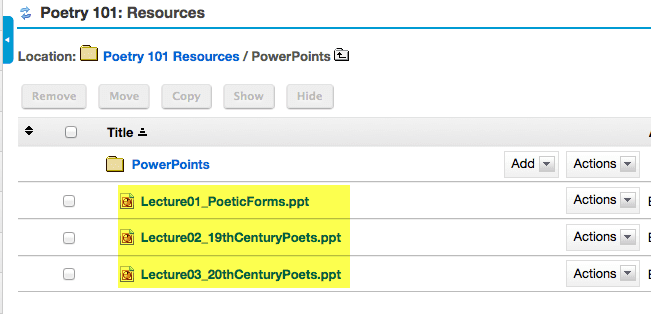 Poetry 101: Resources
Location: Poetry 101 Resources / PowerPoints
Remove Move Copy Show Hide
Title
PowerPoints Add Actions
Lecture01_PoeticForms.ppt Actions
Lecture02_19thCenturyPoets.ppt Actions
Lecture03_20thCenturyPoets.ppt Actions